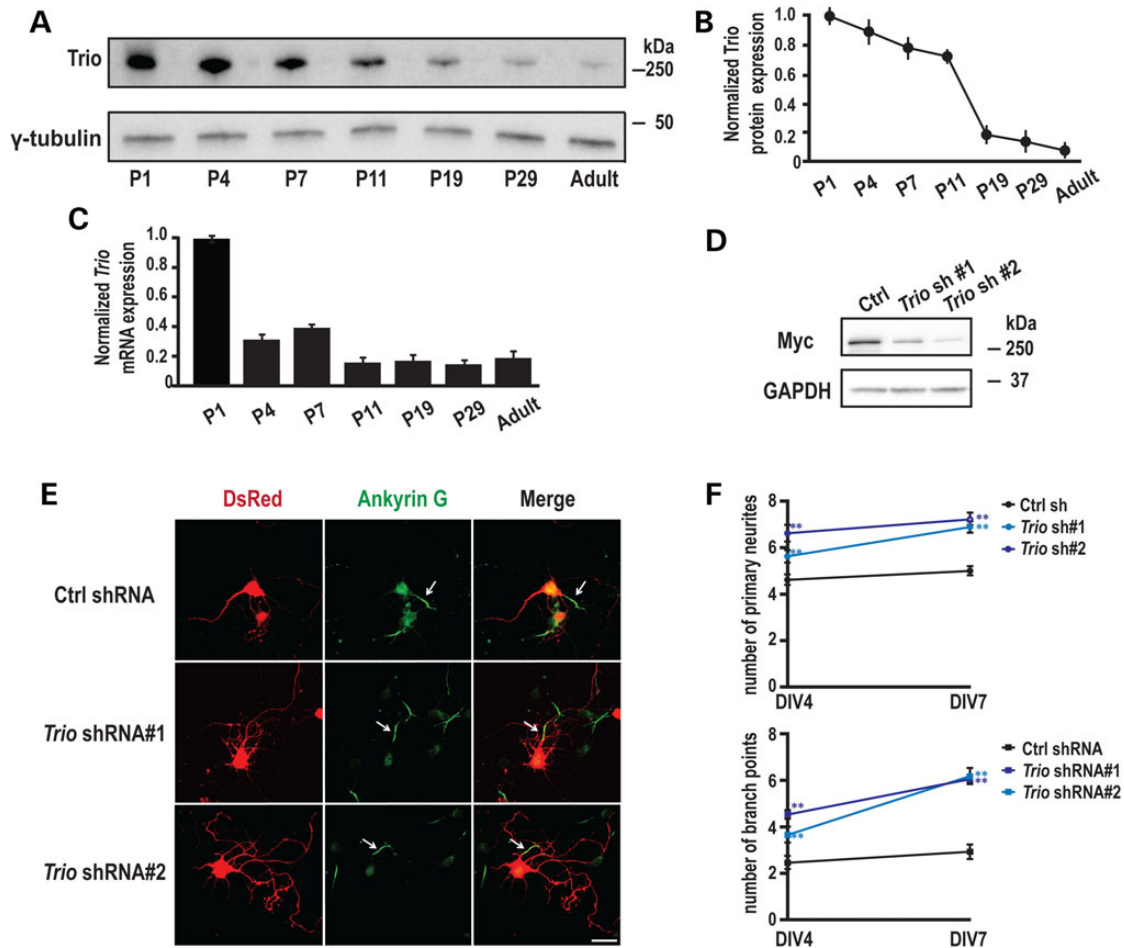 A
Trio
kDa
–250
γ-tubulin
– 50
P1 P4 P7 P11 P19 P29 Adult
B
Normalized Trio
protein expression
1.0
0.8
0.6
0.4
0.2
0
P1 P4 P7 P11 P19 P29 Adult
C
Normalized Trio
mRNA expression
1.0
0.8
0.6
0.4
0.2
0
P1 P4 P7 P11 P19 P29 Adult
D
Ctrl Trio sh #1 Trio sh #2
Myc
kDa
– 250
– 37
GAPDH
E
DsRed Ankyrin G Merge
Ctrl shRNA
Trio shRNA#1
Trio shRNA#2
F
number of primary neurites
8
6
4
2
0
** **
** **
DIV4 DIV7
Ctrl sh
Trio sh#1
Trio sh#2
number of branch points
8
6
4
2
0
** **
** **
DIV4 DIV7
Ctrl shRNA
Trio shRNA#1
Trio shRNA#2